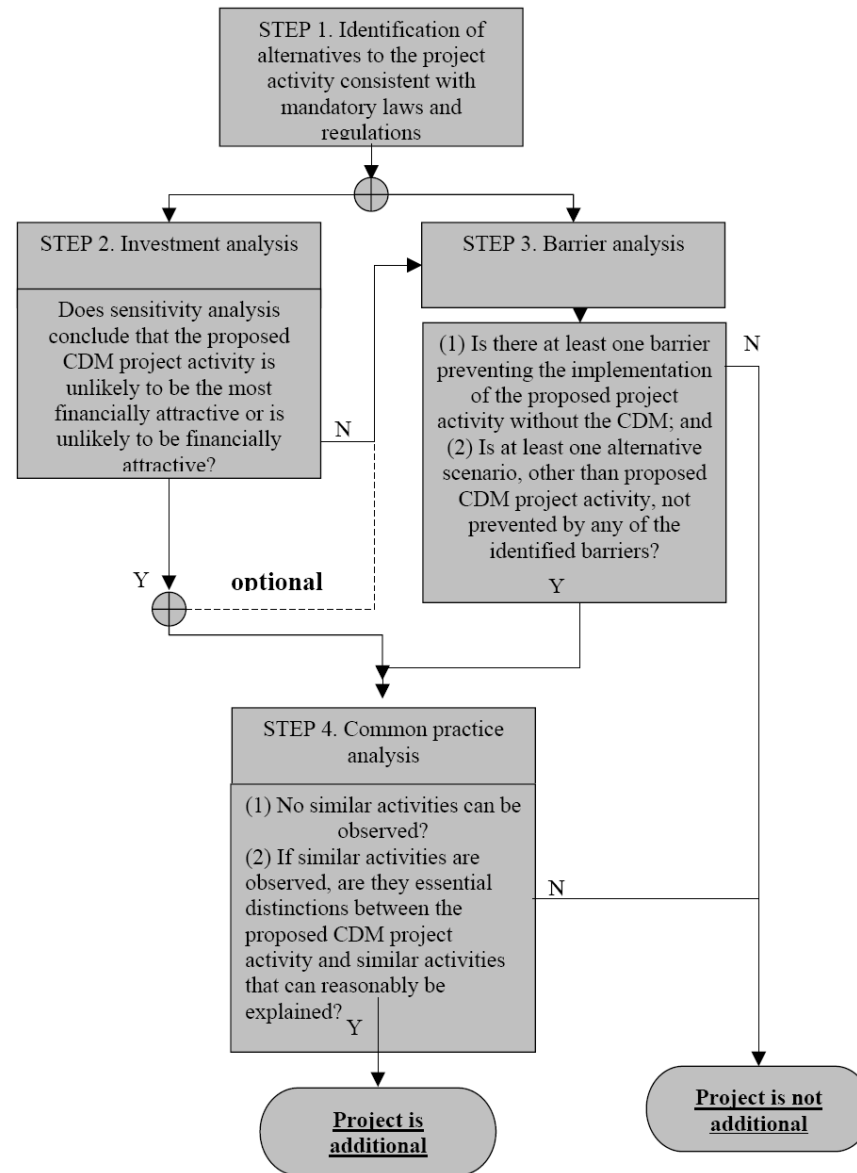 STEP 1. Identification of
alternatives to the project
activity consistent with
mandatory laws and
regulations
STEP 2. Investment analysis
Does sensitivity analysis
conclude that the proposed
CDM project activity is
unlikely to be the most
financially attractive or is
unlikely to be financially
attractive?
N
Y
optional
STEP 3. Barrier analysis
(1) Is there at least one barrier
preventing the implementation
of the proposed project
activity without the CDM; and
(2) Is at least one alternative
scenario, other than proposed
CDM project activity, not
prevented by any of the
identified barriers?
Y
N
STEP 4. Common practice
analysis
(1) No similar activities can be
observed?
(2) If similar activities are
observed, are they essential
distinctions between the
proposed CDM project
activity and similar activities
that can reasonably be
explained?
Y
N
Project is
additional
Project is not
additional